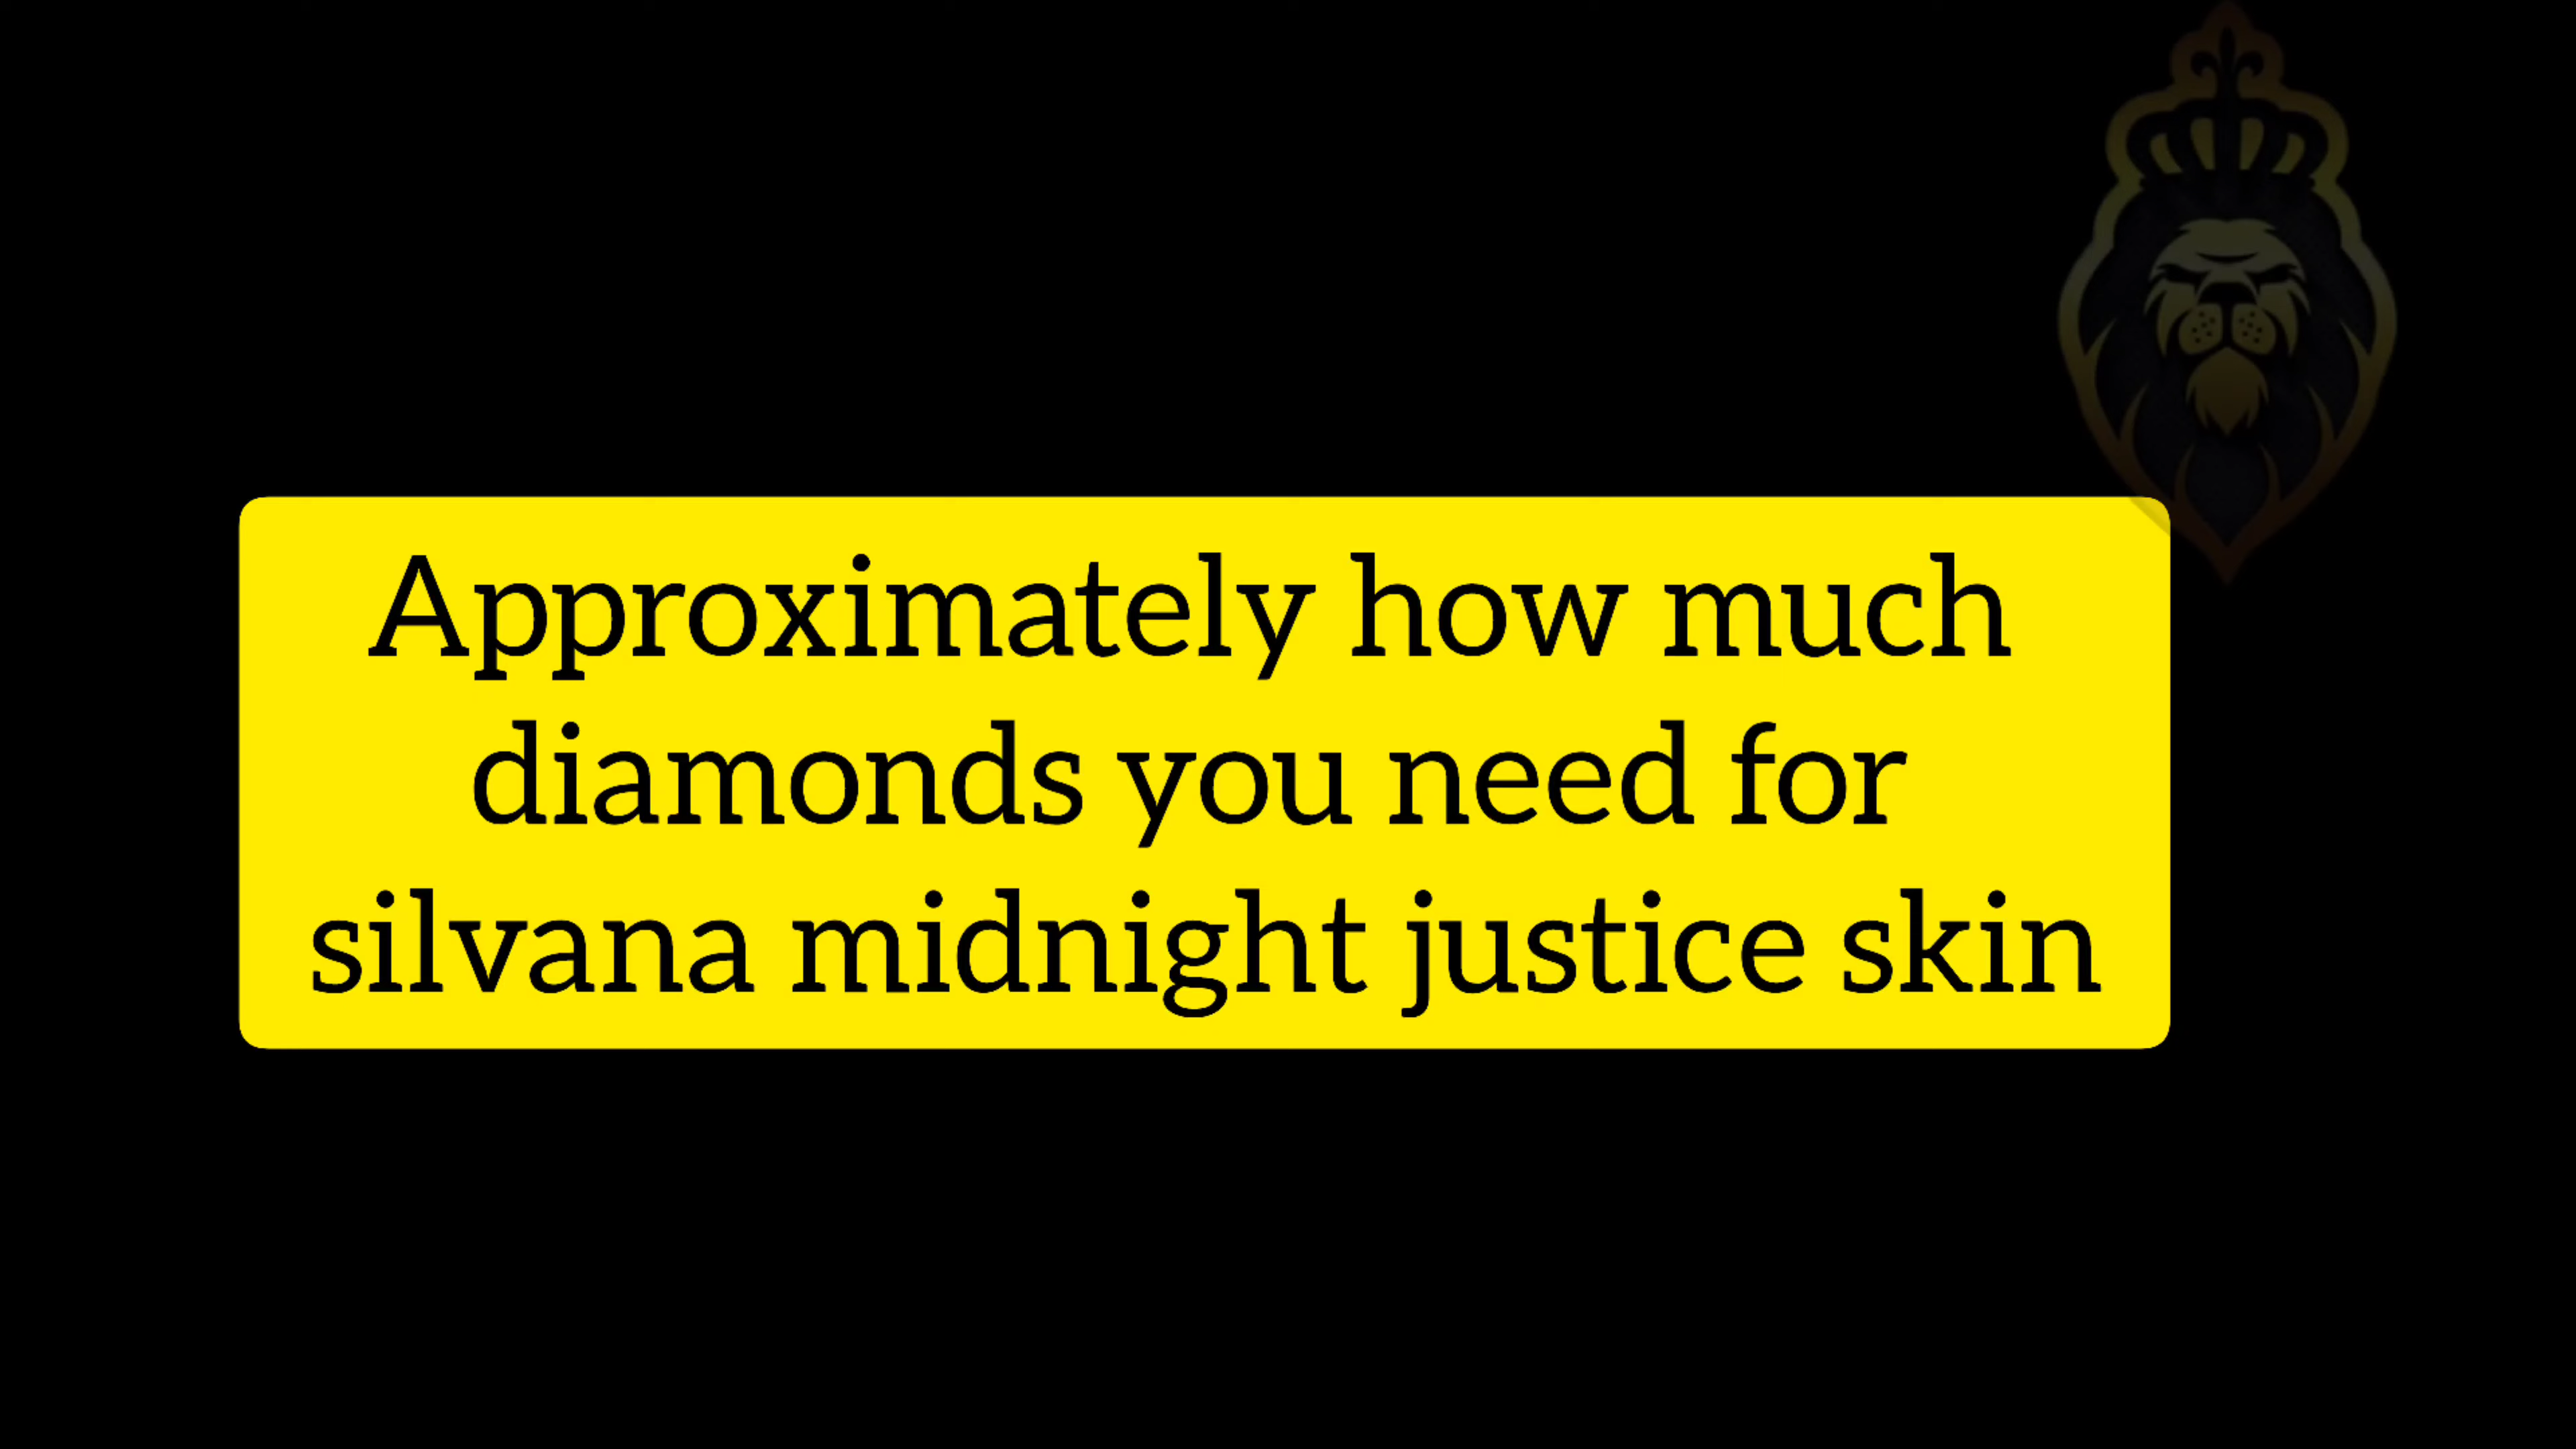 Approximately how much
diamonds you need for
silvana midnight justice skin